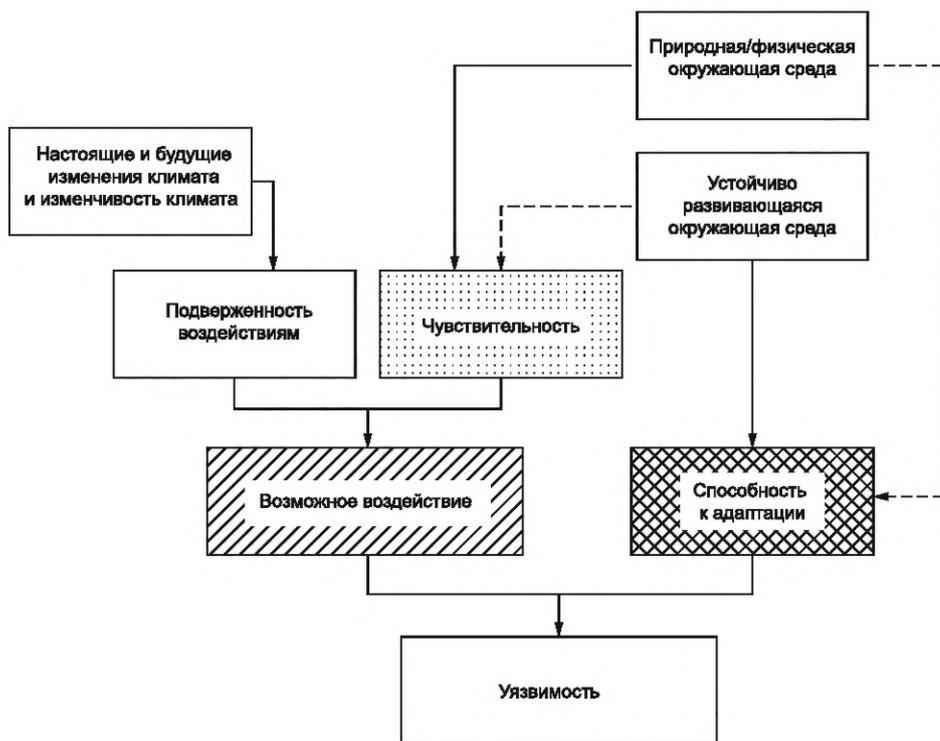 Природная/физическая
окружающая среда
Настоящие и будущие
изменения климата
и изменчивость климата
Устойчиво
развивающаяся
окружающая среда
Подверженность
воздействиям
Чувствительность
Возможное воздействие
Способность
к адаптации
Уязвимость